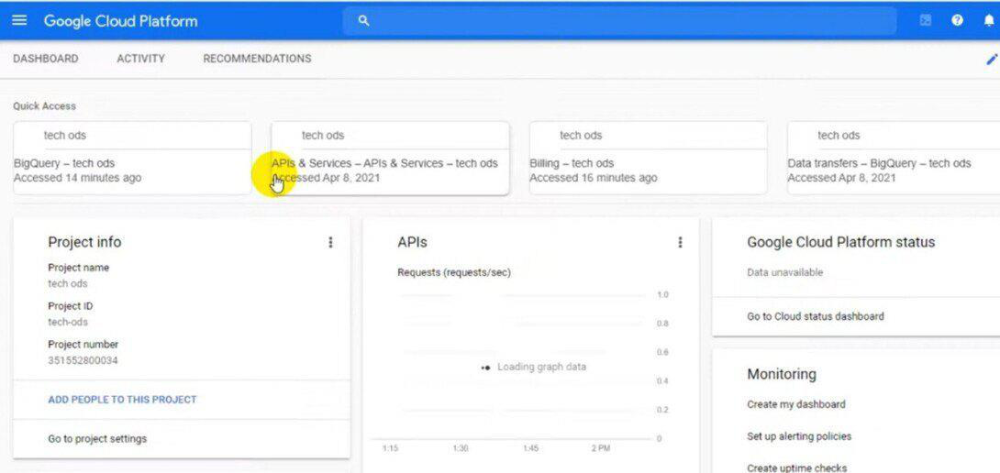 Google Cloud Platform
DASHBOARD ACTIVITY RECOMMENDATIONS
Quick Access
tech ods
BigQuery – tech ods
Accessed 14 minutes ago
tech ods
APIs & Services – APIs & Services – tech ods
Accessed Apr 8, 2021
tech ods
Billing – tech ods
Accessed 16 minutes ago
tech ods
Data transfers – BigQuery – tech ods
Accessed Apr 8, 2021
Project info
Project name
tech ods
Project ID
tech-ods
Project number
351552800034
ADD PEOPLE TO THIS PROJECT
Go to project settings
APIs
Requests (requests/sec)
1.0
0.8
0.6
Loading graph data
0.4
0.2
0
1:15 1:30 1:45 2 PM
Google Cloud Platform status
Data unavailable
Go to Cloud status dashboard
Monitoring
Create my dashboard
Set up alerting policies
Create uptime checks